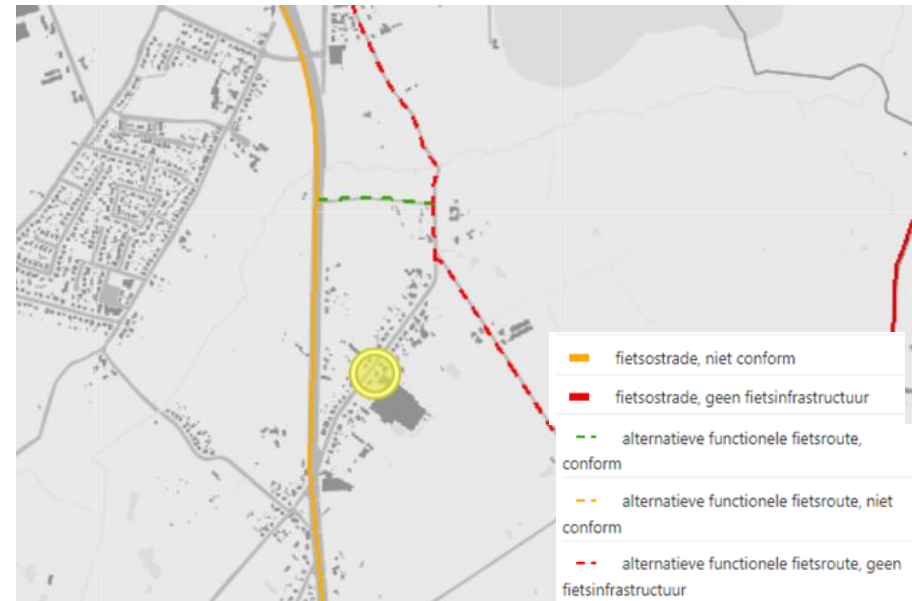 fietsostrade, niet conform
fietsostrade, geen fietsinfrastructuur
alternatieve functionele fietsroute,
conform
alternatieve functionele fietsroute, niet
conform
alternatieve functionele fietsroute, geen
fietsinfrastructuur